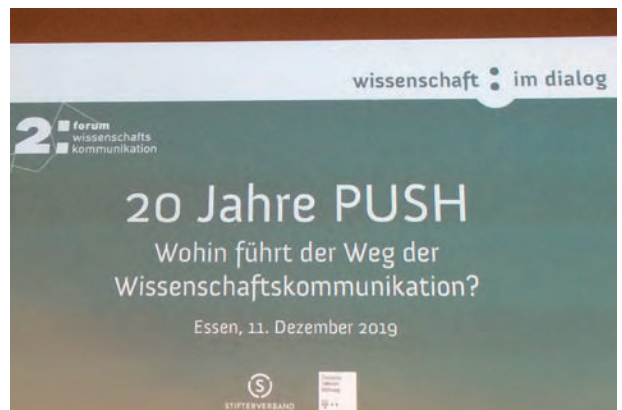 wissenschaft : im dialog
2:
forum
wissenschafts
kommunikation
20 Jahre PUSH
Wohin führt der Weg der
Wissenschaftskommunikation?
Essen, 11. Dezember 2019
S
STIFTERVERBAND